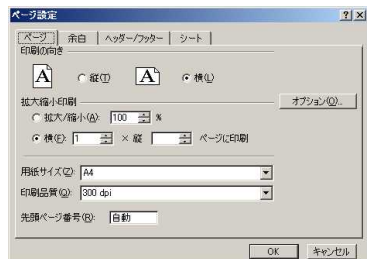 ページ設定
ページ 余白 ヘッダー/フッター シート
印刷の向き
A 縦(T) A 横(L)
拡大縮小印刷
オプション(O)...
拡大/縮小(A): 100 %
横(F): 1 × 縦 ページに印刷
用紙サイズ(Z): A4
印刷品質(Q): 300 dpi
先頭ページ番号(R): 自動
OK キャンセル